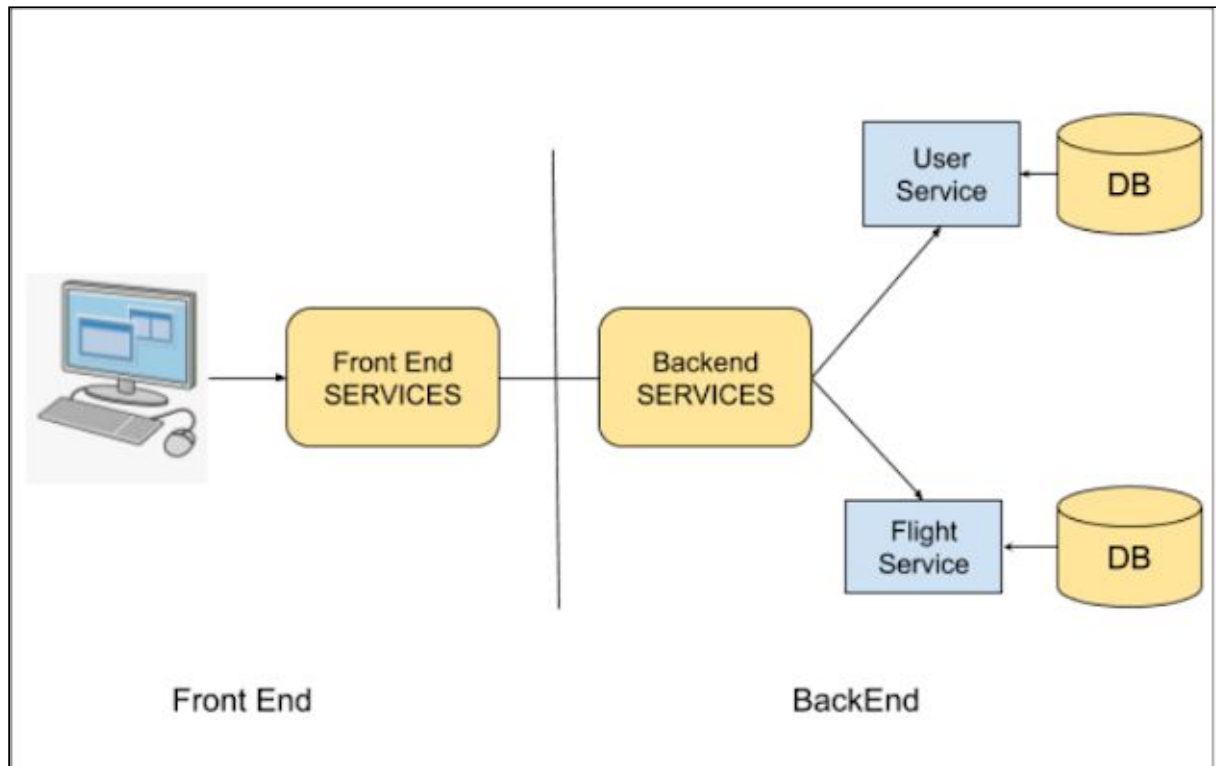 User
Service
DB
Front End
SERVICES
Backend
SERVICES
Flight
Service
DB
Front End
BackEnd